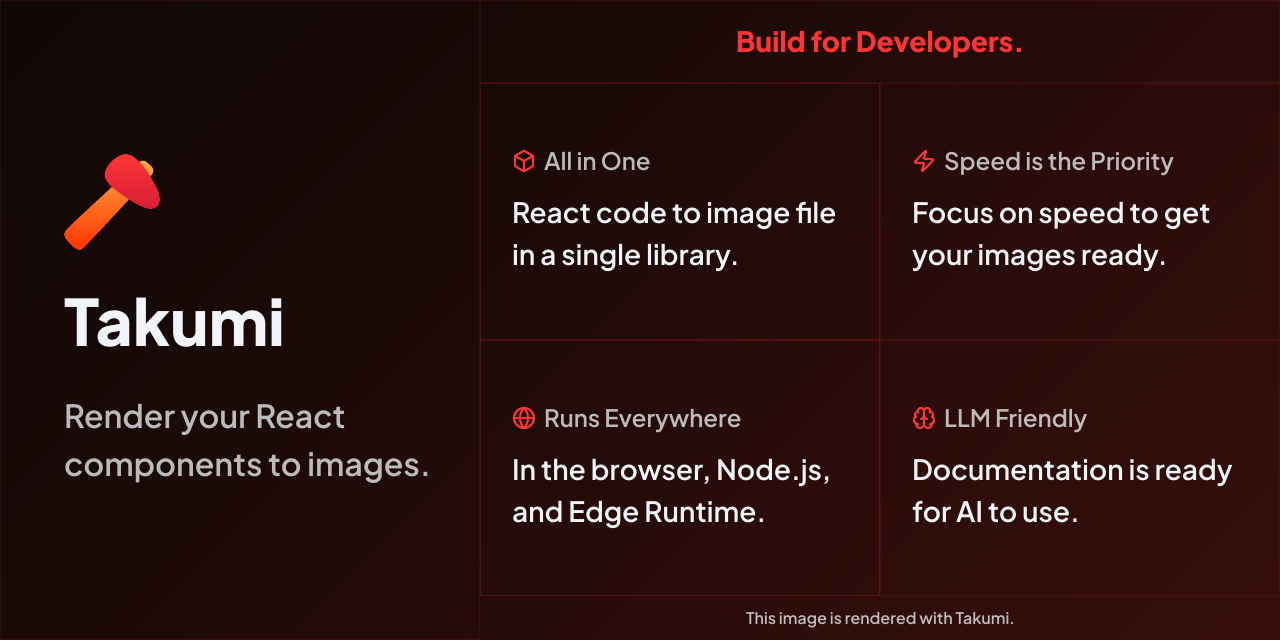 Takumi
Render your React
components to images.
Build for Developers.
All in One
React code to image file
in a single library.
Speed is the Priority
Focus on speed to get
your images ready.
Runs Everywhere
In the browser, Node.js,
and Edge Runtime.
LLM Friendly
Documentation is ready
for AI to use.
This image is rendered with Takumi.